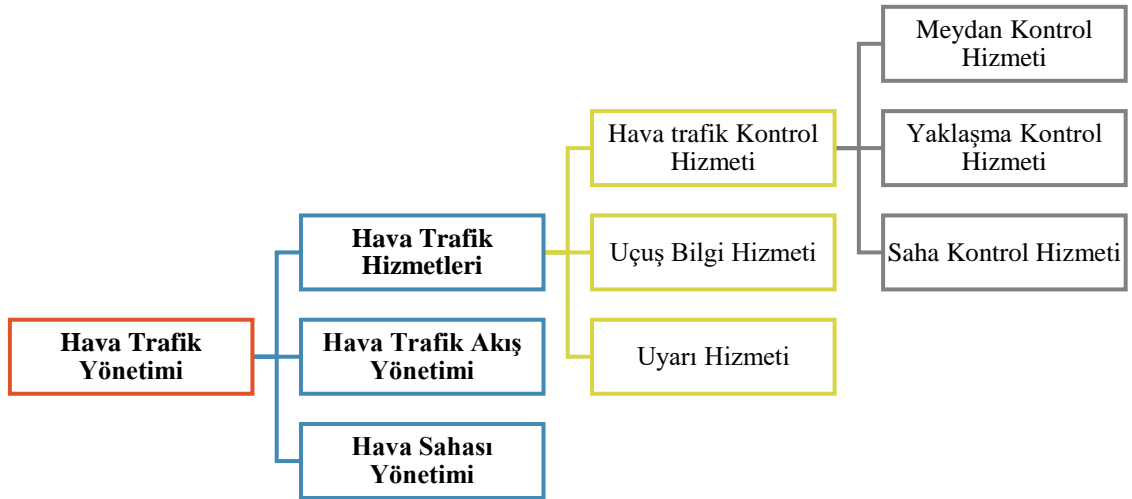 Meydan Kontrol
Hizmeti
Hava trafik Kontrol
Hizmeti
Yaklaşma Kontrol
Hizmeti
Hava Trafik
Hizmetleri
Uçuş Bilgi Hizmeti
Saha Kontrol Hizmeti
Hava Trafik
Yönetimi
Hava Trafik Akış
Yönetimi
Uyarı Hizmeti
Hava Sahası
Yönetimi